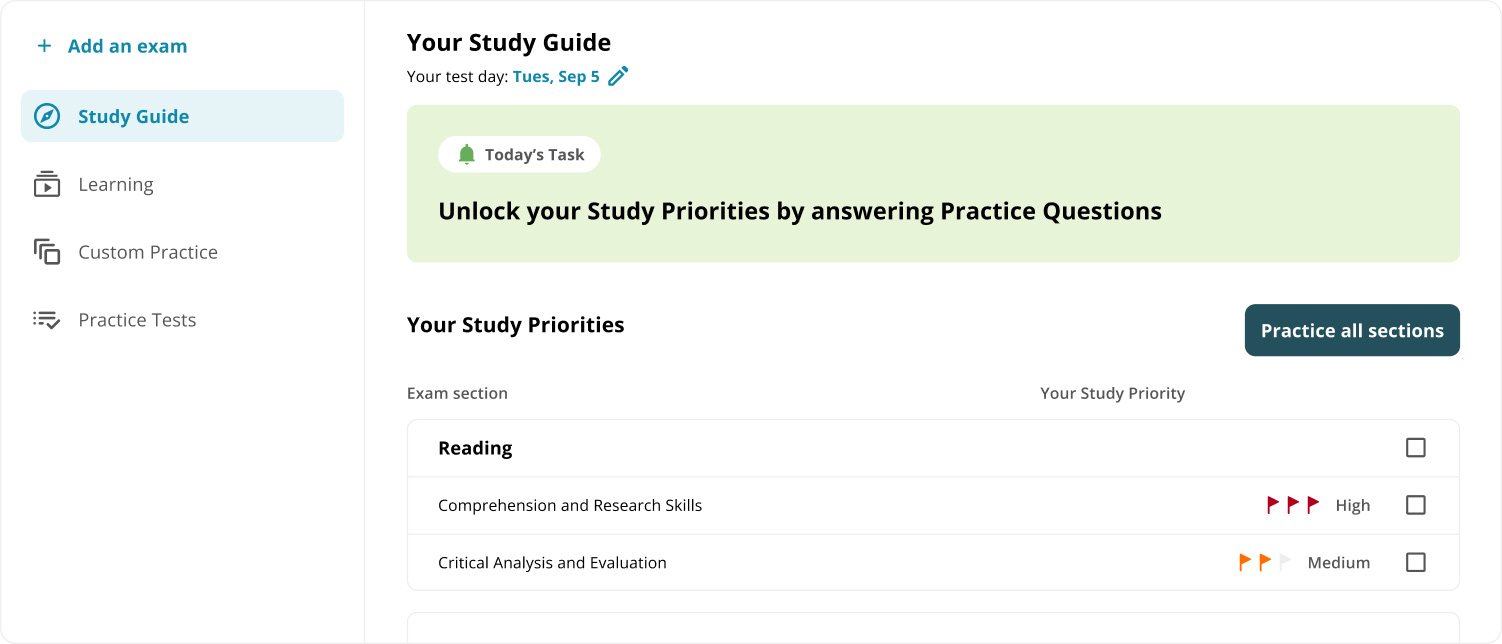 + Add an exam
Study Guide
Learning
Custom Practice
Practice Tests
Your Study Guide
Your test day: Tues, Sep 5
Today’s Task
Unlock your Study Priorities by answering Practice Questions
Your Study Priorities
Practice all sections
Exam section Your Study Priority
Reading
Comprehension and Research Skills High
Critical Analysis and Evaluation Medium